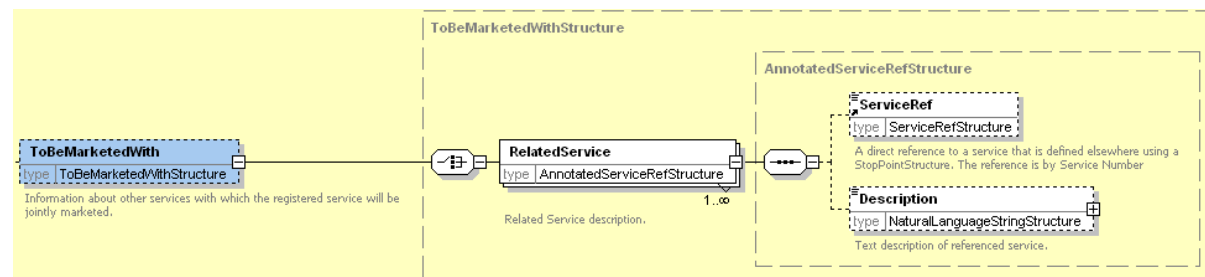 ToBeMarketedWithStructure
AnnotatedServiceRefStructure
ServiceRef
type ServiceRefStructure
A direct reference to a service that is defined elsewhere using a
StopPointStructure. The reference is by Service Number
ToBeMarketedWith
type ToBeMarketedWithStructure
Information about other services with which the registered service will be
jointly marketed.
RelatedService
type AnnotatedServiceRefStructure
1..∞
Related Service description.
Description
type NaturalLanguageStringStructure
Text description of referenced service.